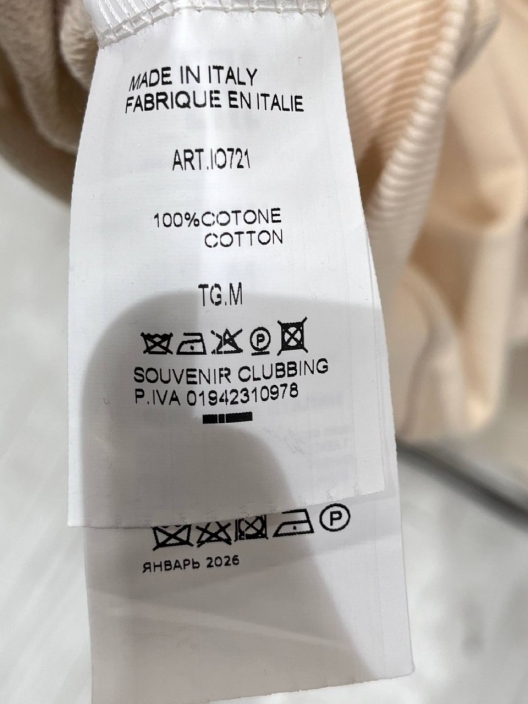 MADE IN ITALY
FABRIQUE EN ITALIE
ART.IO721
100%COTONE
COTTON
TG.M
P
SOUVENIR CLUBBING
P.IVA 01942310978
P
ЯНВАРЬ 2026